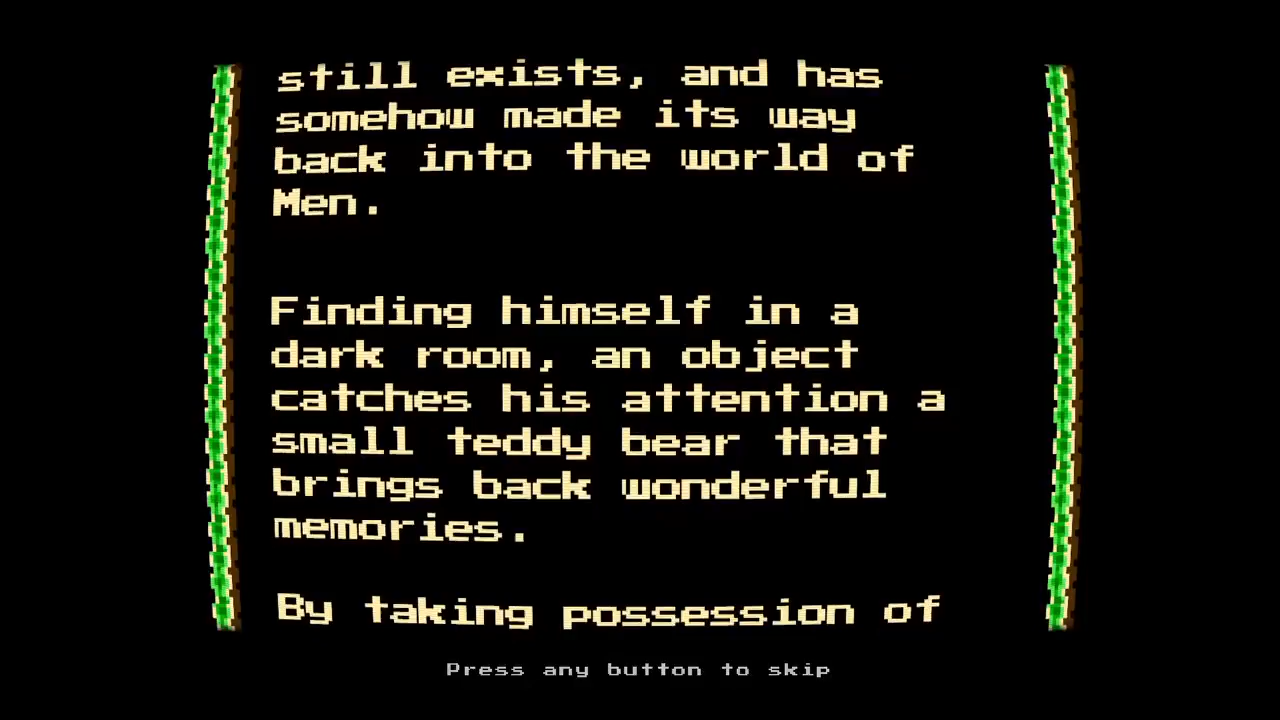 still exists, and has
somehow made its way
back into the world of
Men.
Finding himself in a
dark room, an object
catches his attention a
small teddy bear that
brings back wonderful
memories.
By taking possession of
Press any button to skip